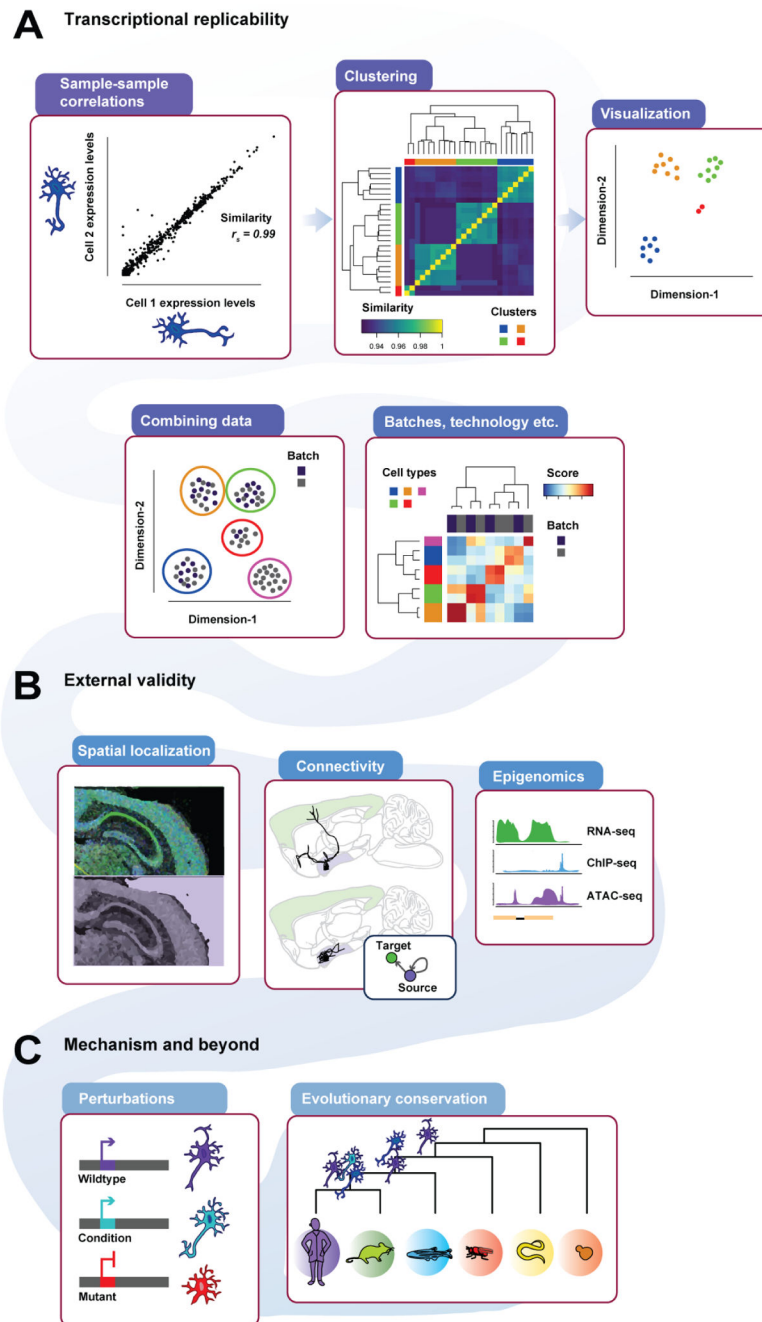 A Transcriptional replicability
Sample-sample
correlations
Cell 2 expression levels
Similarity
rs = 0.99
Cell 1 expression levels
Clustering
Similarity
0.94 0.96 0.98 1
Clusters
Visualization
Dimension-2
Dimension-1
Combining data
Batch
Dimension-2
Dimension-1
Batches, technology etc.
Cell types
Score
Batch
B External validity
Spatial localization
Connectivity
Target
Source
Epigenomics
RNA-seq
ChIP-seq
ATAC-seq
C Mechanism and beyond
Perturbations
Wildtype
Condition
Mutant
Evolutionary conservation